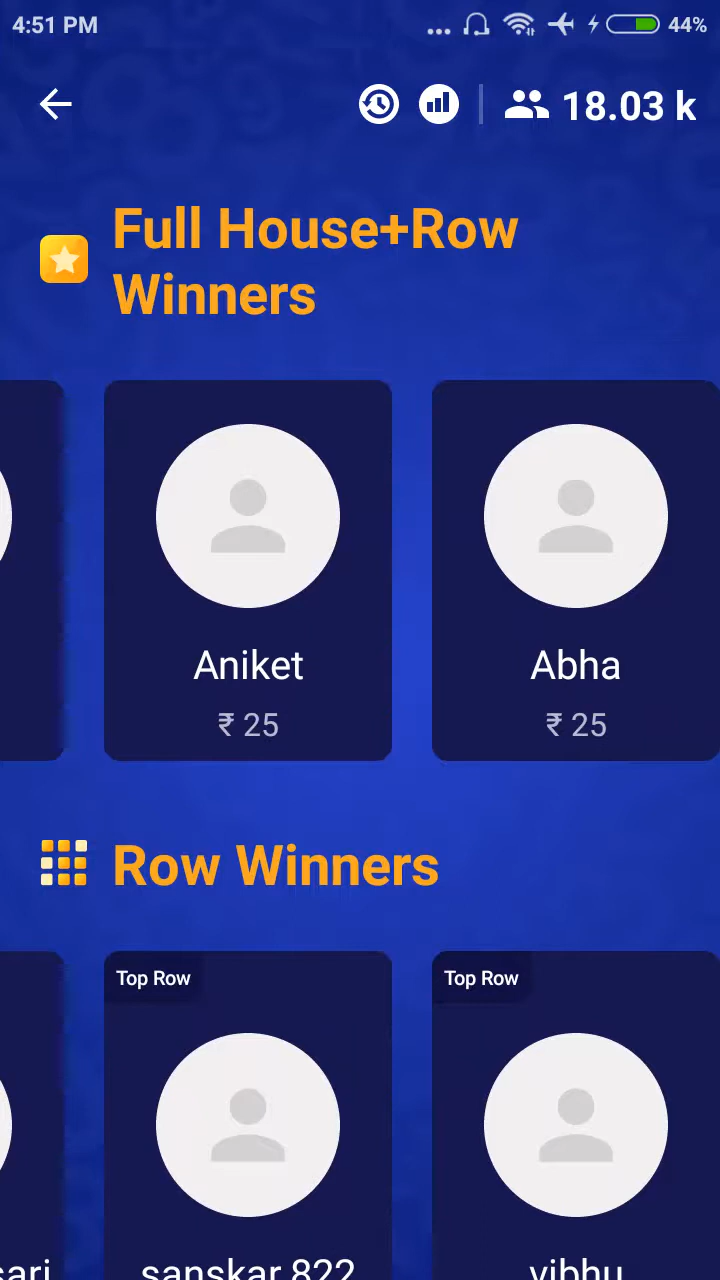 4:51 PM
44%
18.03 k
Full House+Row
Winners
Aniket
Abha
₹ 25
₹ 25
Row Winners
Top Row
Top Row
sari
sanskar.822
vibhu